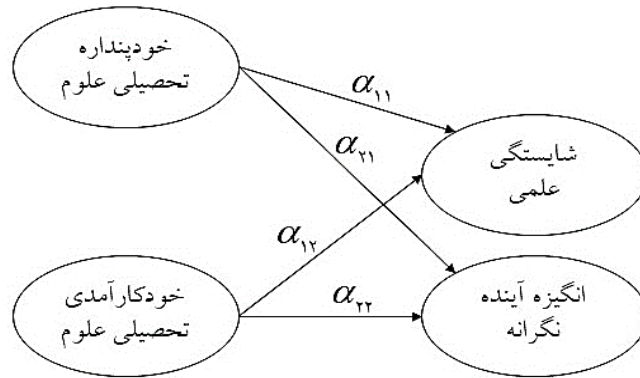 خودپنداره
تحصیلی علوم
α۱۱
α۲۱
شایستگی
علمی
α۱۲
خودکارآمدی
تحصیلی علوم
α۲۲
انگیزه آینده
نگرانه